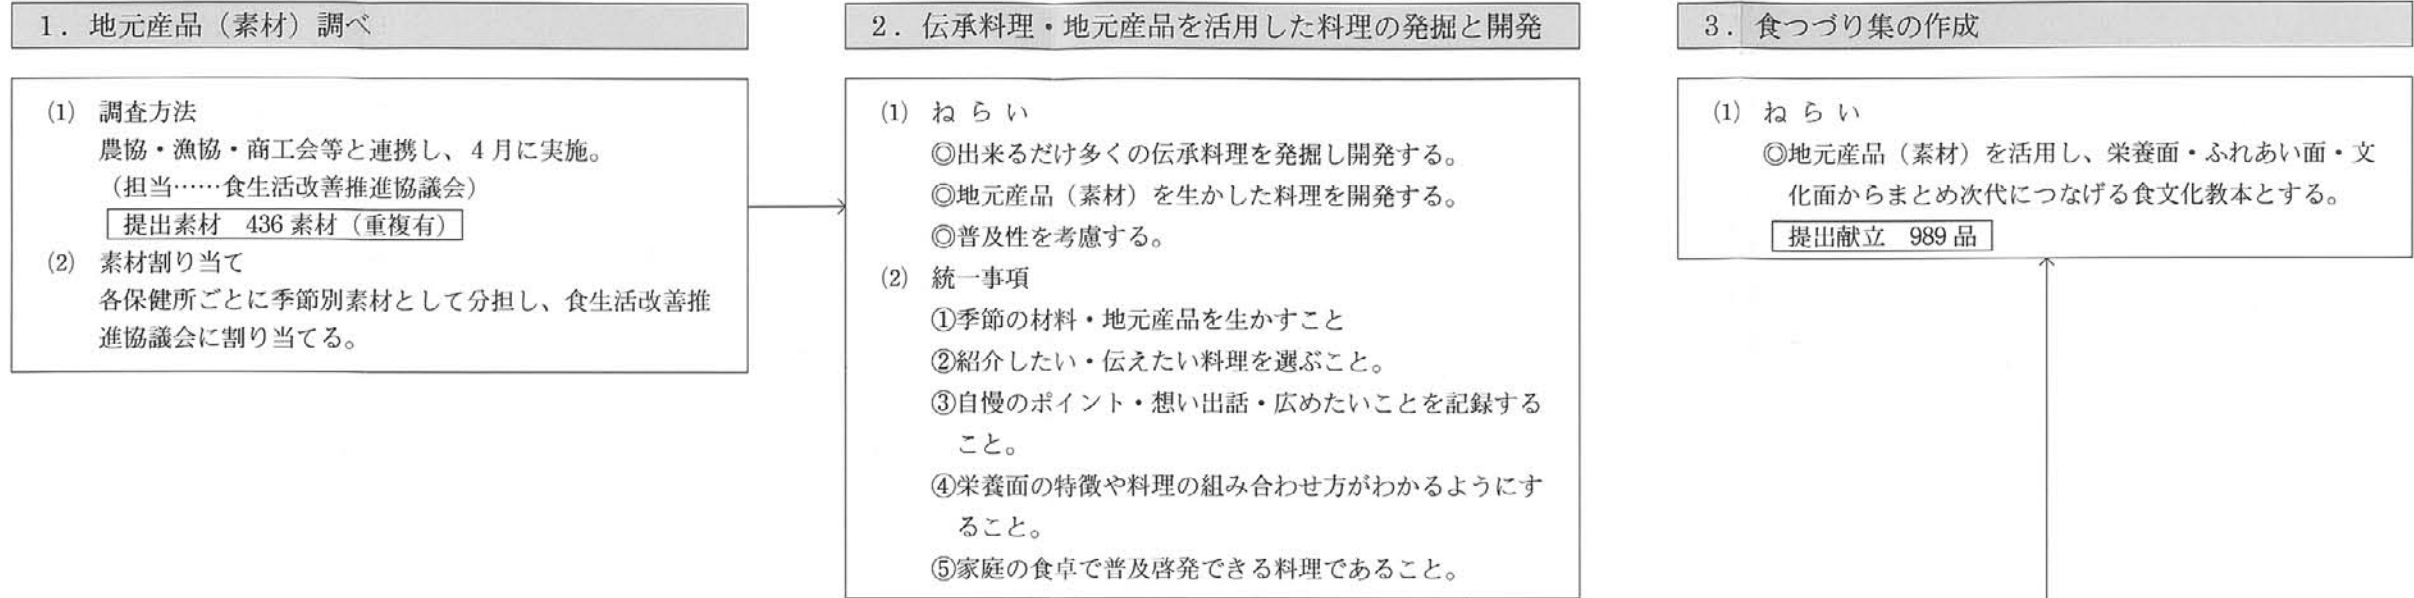 1．地元産品（素材）調べ
(1) 調査方法
農協・漁協・商工会等と連携し、4月に実施。
（担当……食生活改善推進協議会）
提出素材　436素材（重複有）
(2) 素材割り当て
各保健所ごとに季節別素材として分担し、食生活改善推
進協議会に割り当てる。
2．伝承料理・地元産品を活用した料理の発掘と開発
(1) ねらい
◎出来るだけ多くの伝承料理を発掘し開発する。
◎地元産品（素材）を生かした料理を開発する。
◎普及性を考慮する。
(2) 統一事項
①季節の材料・地元産品を生かすこと
②紹介したい・伝えたい料理を選ぶこと。
③自慢のポイント・想い出話・広めたいことを記録する
こと。
④栄養面の特徴や料理の組み合わせ方がわかるようにす
ること。
⑤家庭の食卓で普及啓発できる料理であること。
3．食つづり集の作成
(1) ねらい
◎地元産品（素材）を活用し、栄養面・ふれあい面・文
化面からまとめ次代につなげる食文化教本とする。
提出献立　989品